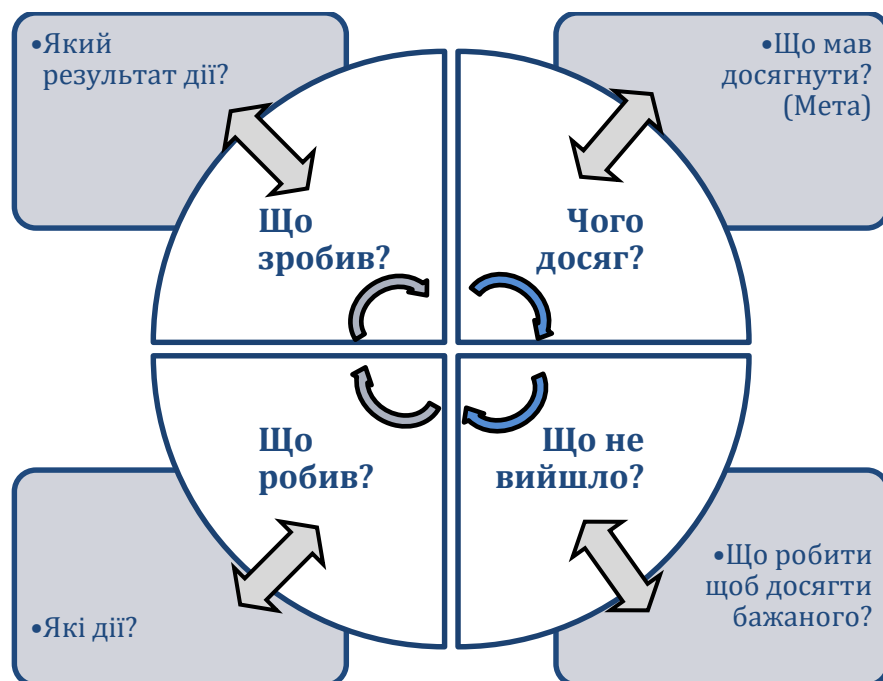 •Який
результат дії?
•Що мав
досягнути?
(Мета)
Що
зробив?
Чого
досяг?
Що
робив?
Що не
вийшло?
•Які дії?
•Що робити
щоб досягти
бажаного?